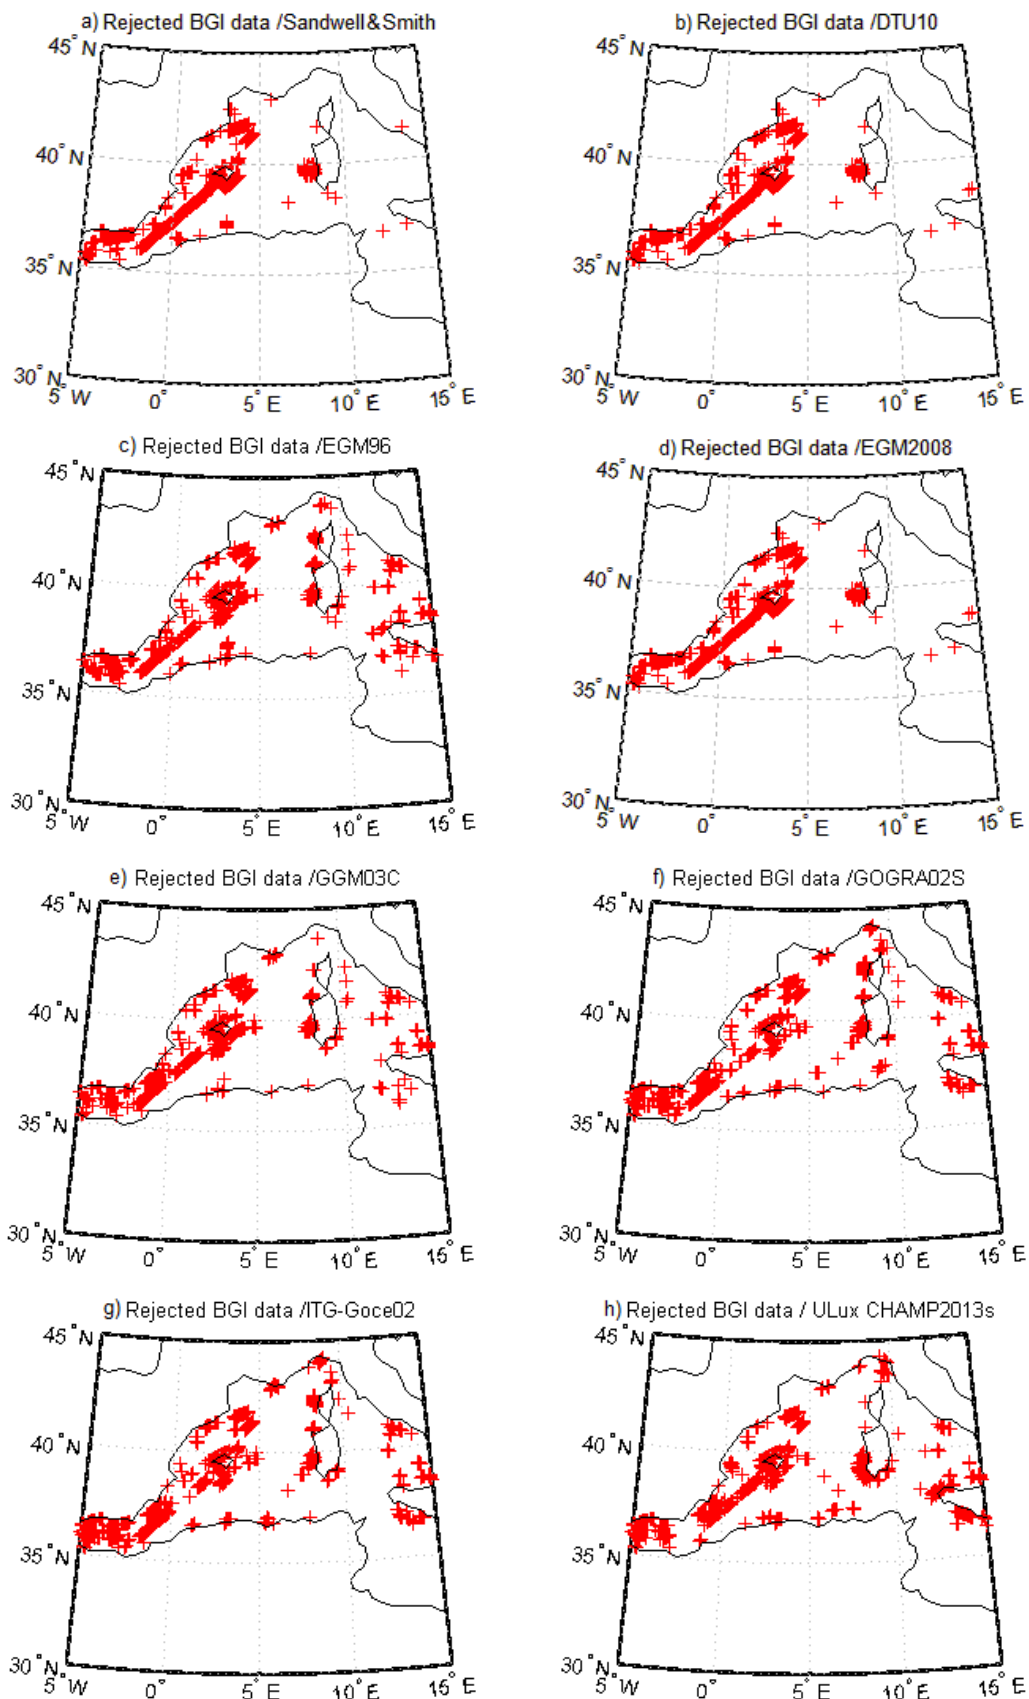 a) Rejected BGI data /Sandwell&Smith
b) Rejected BGI data /DTU10
45°N
40°N
35°N
30°N
5°W
0°
5°E
10°E
15°E
45°N
40°N
35°N
30°N
5°W
0°
5°E
10°E
15°E
c) Rejected BGI data /EGM96
d) Rejected BGI data /EGM2008
45°N
40°N
35°N
30°N
5°W
0°
5°E
10°E
15°E
45°N
40°N
35°N
30°N
5°W
0°
5°E
10°E
15°E
e) Rejected BGI data /GGM03C
f) Rejected BGI data /GOGRA02S
45°N
40°N
35°N
30°N
5°W
0°
5°E
10°E
15°E
45°N
40°N
35°N
30°N
5°W
0°
5°E
10°E
15°E
g) Rejected BGI data /ITG-Goce02
h) Rejected BGI data / ULux CHAMP2013s
45°N
40°N
35°N
30°N
5°W
0°
5°E
10°E
15°E
45°N
40°N
35°N
30°N
5°W
0°
5°E
10°E
15°E